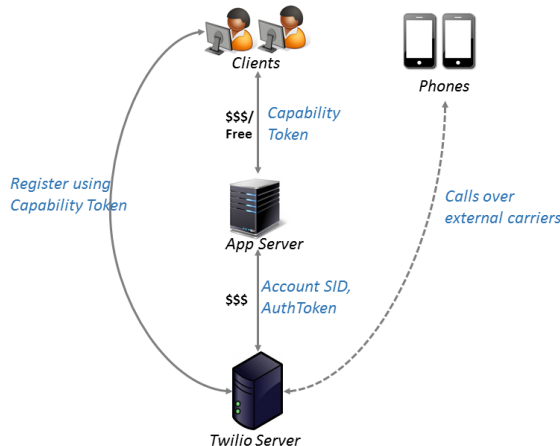 Clients
Phones
$$$/
Free
Capability
Token
Register using
Capability Token
Calls over
external carriers
App Server
$$$
Account SID,
AuthToken
Twilio Server